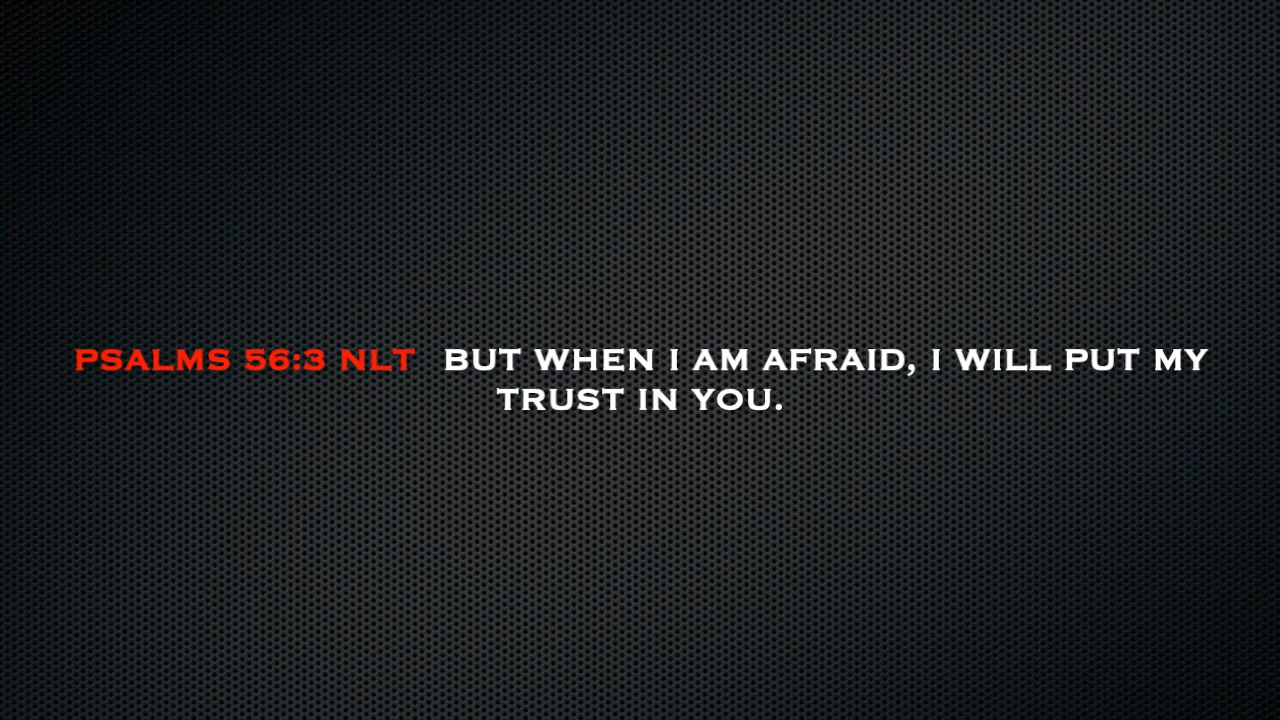 PSALMS 56:3 NLT BUT WHEN I AM AFRAID, I WILL PUT MY
TRUST IN YOU.